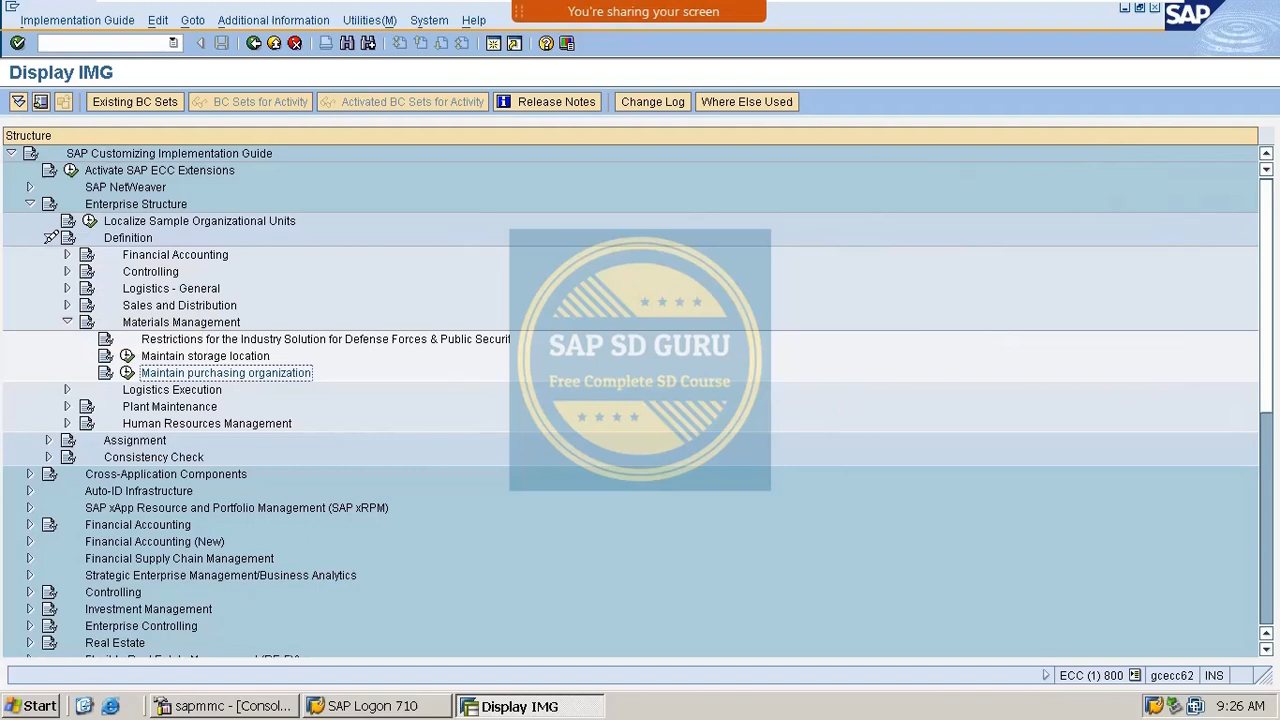 You're sharing your screen
Implementation Guide Edit Goto Additional Information Utilities(M) System Help
SAP
Display IMG
Existing BC Sets BC Sets for Activity Activated BC Sets for Activity Release Notes Change Log Where Else Used
Structure
SAP Customizing Implementation Guide
Activate SAP ECC Extensions
SAP NetWeaver
Enterprise Structure
Localize Sample Organizational Units
Definition
Financial Accounting
Controlling
Logistics - General
Sales and Distribution
Materials Management
Restrictions for the Industry Solution for Defense Forces & Public Securit
Maintain storage location
Maintain purchasing organization
Logistics Execution
Plant Maintenance
Human Resources Management
Assignment
Consistency Check
Cross-Application Components
Auto-ID Infrastructure
SAP xApp Resource and Portfolio Management (SAP xRPM)
Financial Accounting
Financial Accounting (New)
Financial Supply Chain Management
Strategic Enterprise Management/Business Analytics
Controlling
Investment Management
Enterprise Controlling
Real Estate
SAP SD GURU
Free Complete SD Course
ECC (1) 800 gcecc62 INS
Start sapmmc - [Consol... SAP Logon 710 Display IMG 9:26 AM